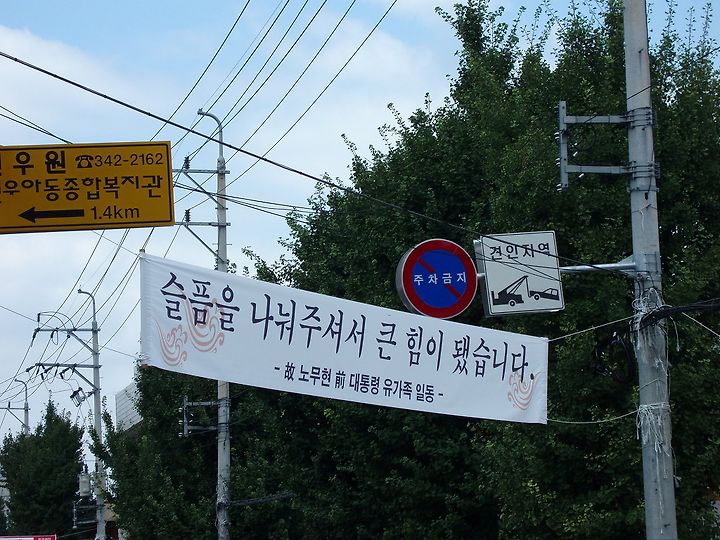 우원 ☎342-2162
우아동종합복지관
← 1.4km
주차금지
견인지역
슬픔을 나눠주셔서 큰 힘이 됐습니다.
- 故 노무현 前 대통령 유가족 일동 -